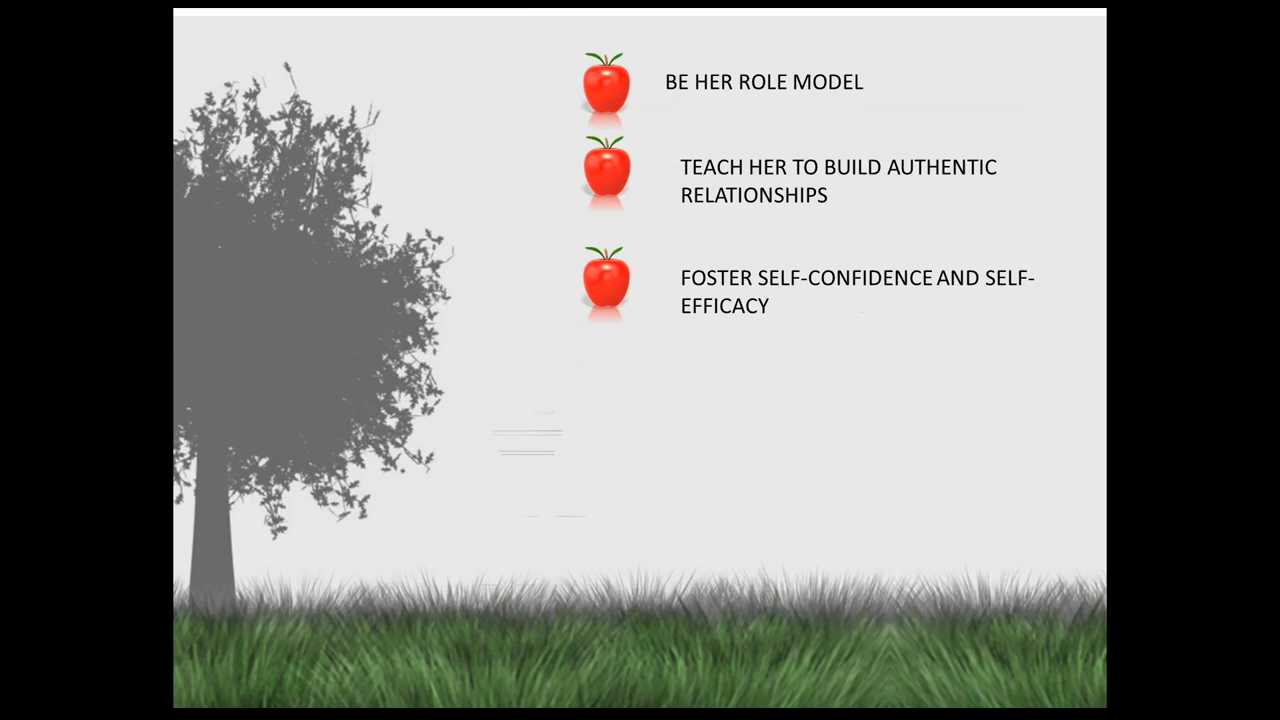 BE HER ROLE MODEL
TEACH HER TO BUILD AUTHENTIC
RELATIONSHIPS
FOSTER SELF-CONFIDENCE AND SELF-
EFFICACY